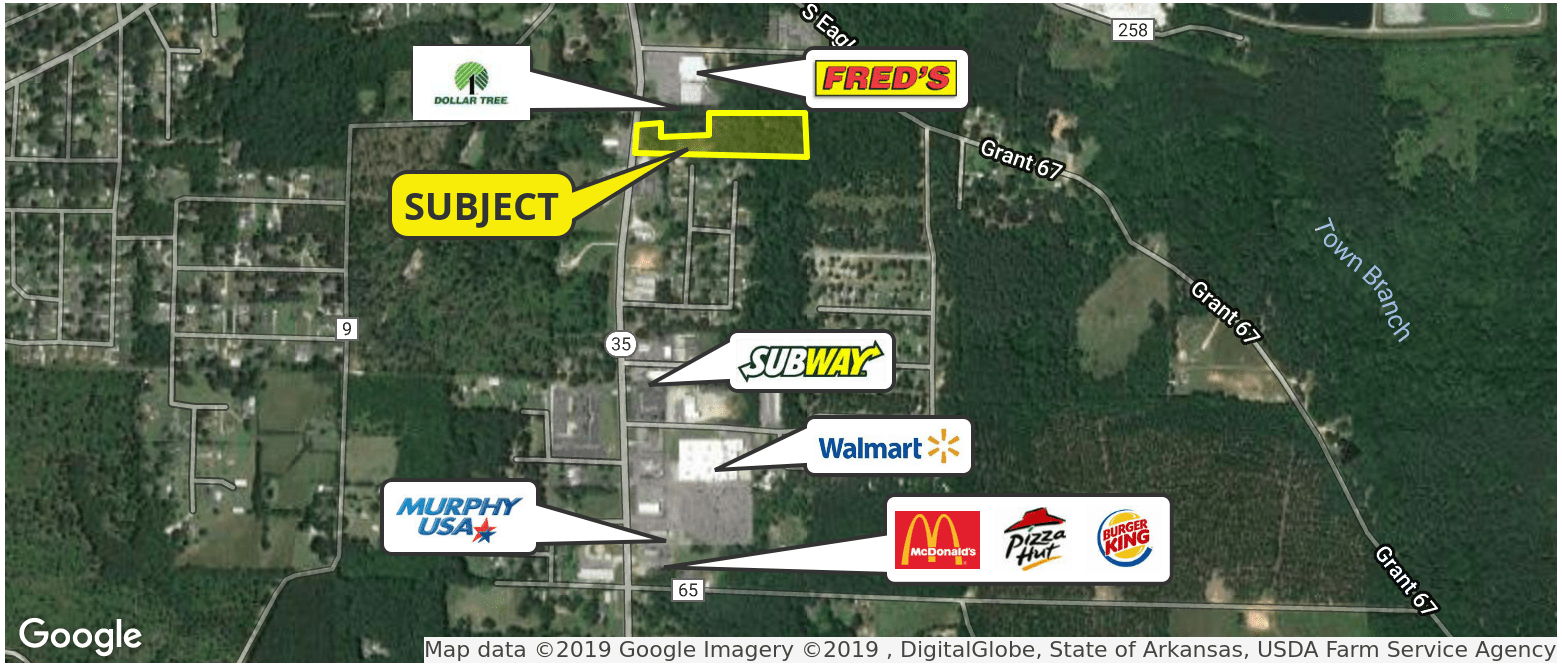 S Eagl
258
DOLLAR TREE
FRED'S
Grant 67
SUBJECT
Town Branch
Grant 67
9
35
SUBWAY
Walmart
MURPHY
USA
McDonald's
Pizza
Hut
BURGER
KING
Grant 67
65
Google
Map data ©2019 Google Imagery ©2019 , DigitalGlobe, State of Arkansas, USDA Farm Service Agency